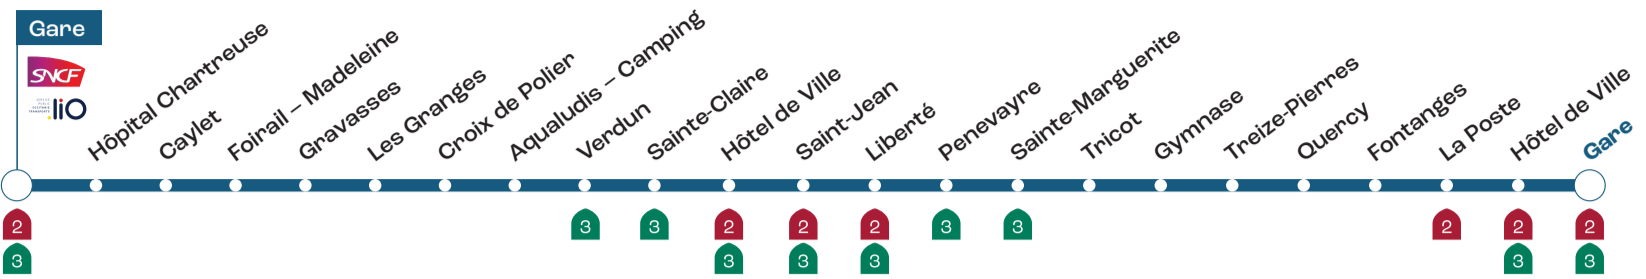 Gare
SNCF
liO
Hôpital Chartreuse
Caylet
Foirail – Madeleine
Gravasses
Les Granges
Croix de Polier
Aqualudis – Camping
Verdun
Sainte-Claire
Hôtel de Ville
Saint-Jean
Liberté
Penevayre
Sainte-Marguerite
Tricot
Gymnase
Treize-Pierres
Quercy
Fontanges
La Poste
Hôtel de Ville
Gare
2 2 2 2 2 2 2
3 3 3 3 3 3 3 3 3 3